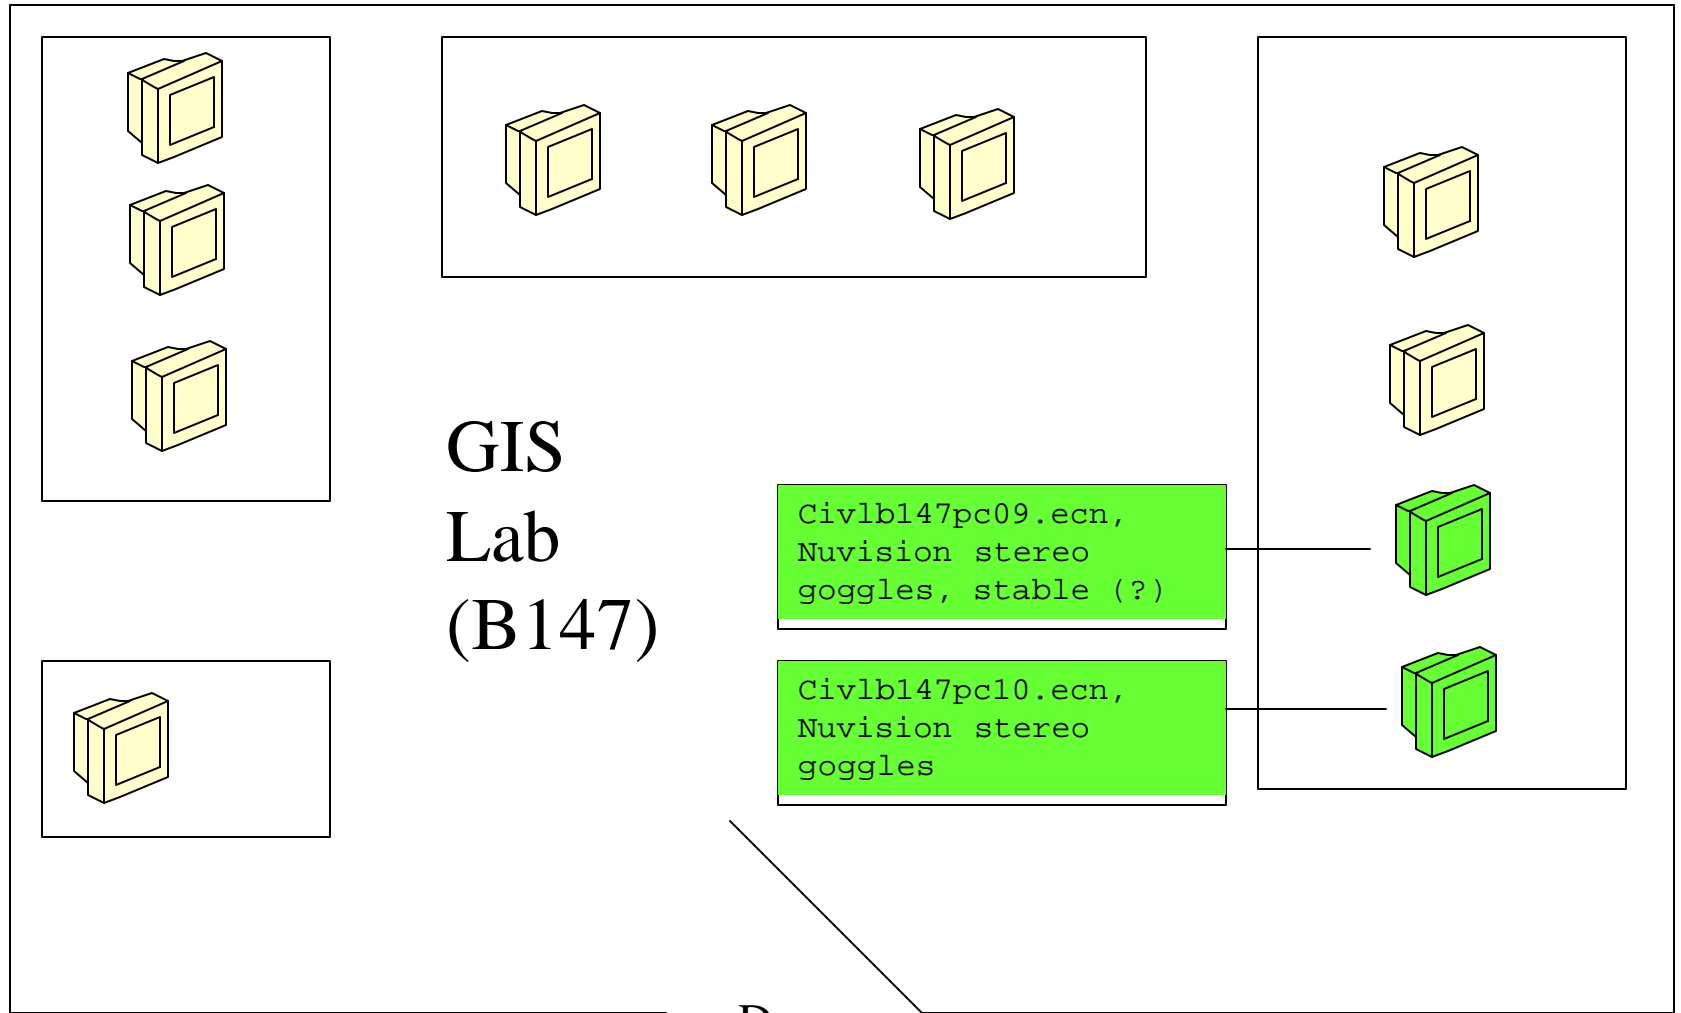 GIS
Lab
(B147)
Civlb147pc09.ecn,
Nuvision stereo
goggles, stable (?)
Civlb147pc10.ecn,
Nuvision stereo
goggles